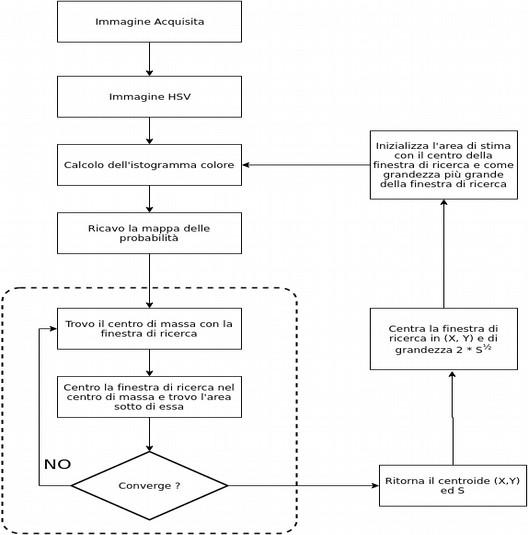 Immagine Acquisita
Immagine HSV
Calcolo dell'istogramma colore
Ricavo la mappa delle
probabilità
Trovo il centro di massa con la
finestra di ricerca
Centro la finestra di ricerca nel
centro di massa e trovo l'area
sotto di essa
NO
Converge ?
Ritorna il centroide (X,Y)
ed S
Centra la finestra di
ricerca in (X, Y) e di
grandezza 2 * S½
Inizializza l'area di stima
con il centro della
finestra di ricerca e come
grandezza più grande
della finestra di ricerca